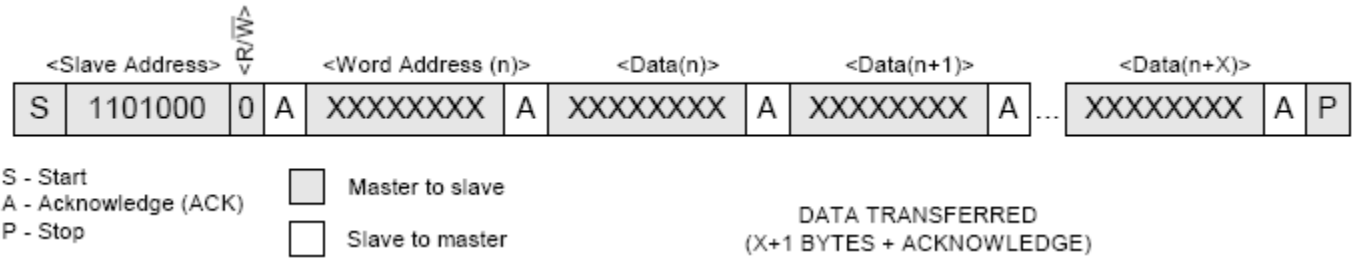 <R/W̅>
<Slave Address> <Word Address (n)> <Data(n)> <Data(n+1)> <Data(n+X)>
S 1101000 0 A XXXXXXXX A XXXXXXXX A XXXXXXXX A ... XXXXXXXX A P
S - Start
A - Acknowledge (ACK)
P - Stop
Master to slave
Slave to master
DATA TRANSFERRED
(X+1 BYTES + ACKNOWLEDGE)